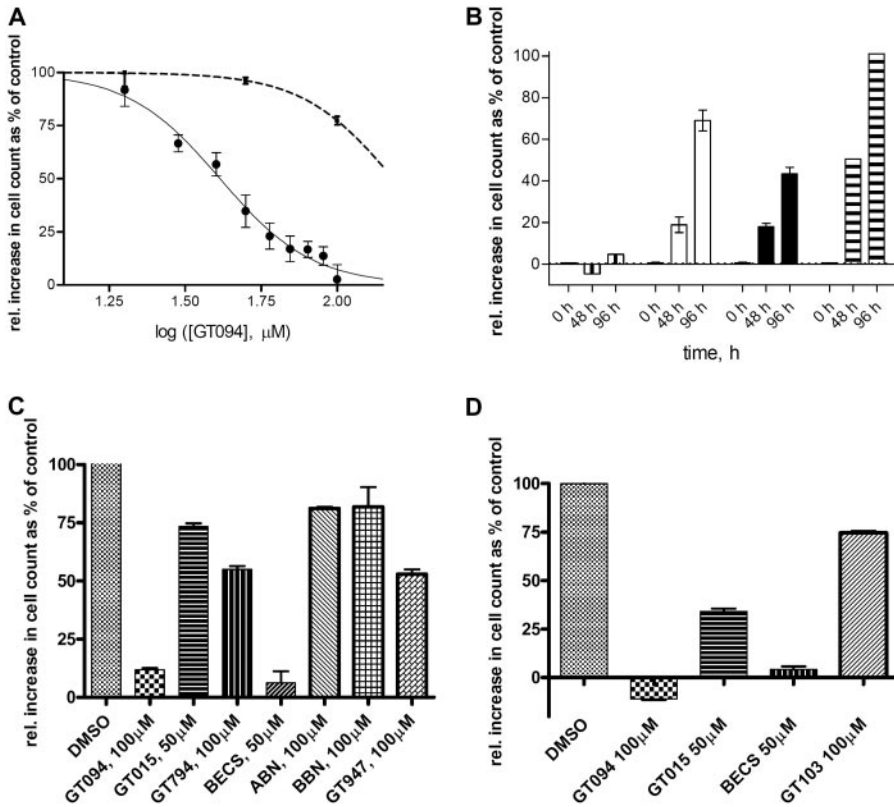 A
rel. increase in cell count as % of control
100
75
50
25
0
1.25
1.50
1.75
2.00
log ([GT094], μM)
B
rel. increase in cell count as % of control
100
80
60
40
20
0
0 h
48 h
96 h
0 h
48 h
96 h
0 h
48 h
96 h
0 h
48 h
96 h
time, h
C
rel. increase in cell count as % of control
100
75
50
25
0
DMSO
GT094, 100μM
GT015, 50μM
GT794, 100μM
BECS, 50μM
ABN, 100μM
BBN, 100μM
GT947, 100μM
D
rel. increase in cell count as % of control
100
75
50
25
0
DMSO
GT094 100μM
GT015 50μM
BECS 50μM
GT103 100μM